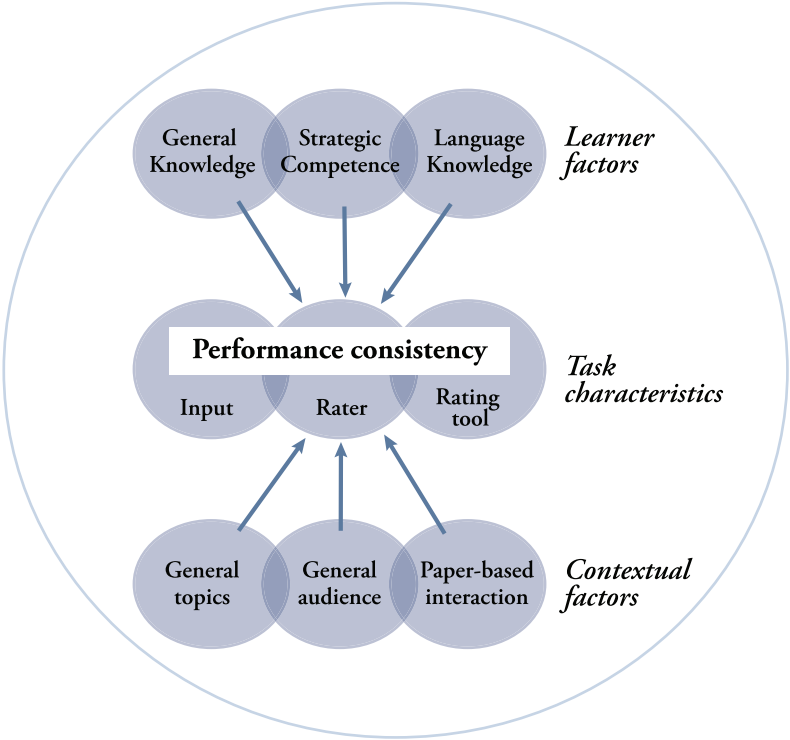 General
Knowledge
Strategic
Competence
Language
Knowledge
Learner
factors
Performance consistency
Input
Rater
Rating
tool
Task
characteristics
General
topics
General
audience
Paper-based
interaction
Contextual
factors